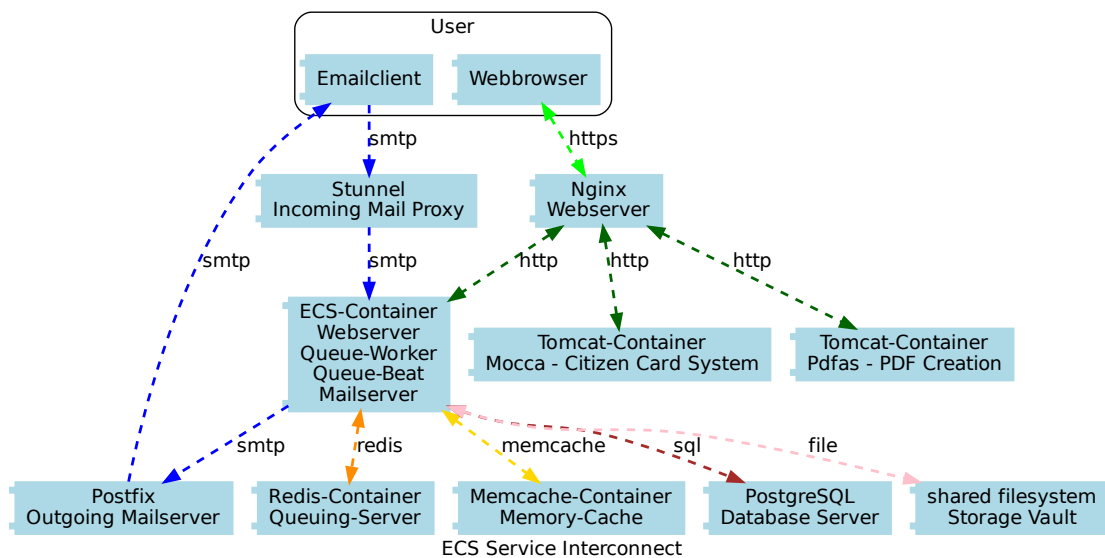 User
Emailclient
Webbrowser
smtp
https
Stunnel
Incoming Mail Proxy
Nginx
Webserver
smtp
smtp
http
http
http
ECS-Container
Webserver
Queue-Worker
Queue-Beat
Mailserver
Tomcat-Container
Mocca - Citizen Card System
Tomcat-Container
Pdfas - PDF Creation
smtp
redis
memcache
sql
file
Postfix
Outgoing Mailserver
Redis-Container
Queuing-Server
Memcache-Container
Memory-Cache
PostgreSQL
Database Server
shared filesystem
Storage Vault
ECS Service Interconnect